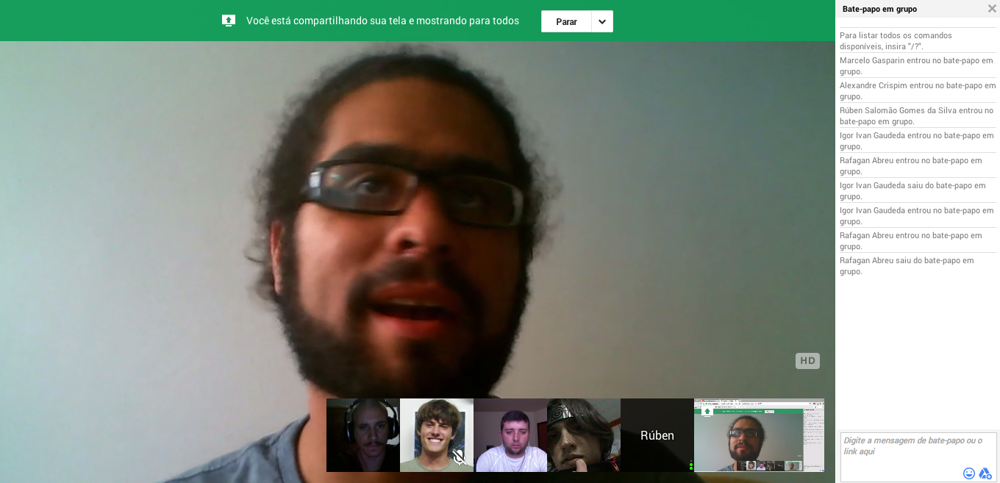 Você está compartilhando sua tela e mostrando para todos
Parar
Bate-papo em grupo
Para listar todos os comandos
disponíveis, insira "/?".
Marcelo Gasparin entrou no bate-papo em
grupo.
Alexandre Crispim entrou no bate-papo em
grupo.
Rúben Salomão Gomes da Silva entrou no
bate-papo em grupo.
Igor Ivan Gaudeda entrou no bate-papo em
grupo.
Rafagan Abreu entrou no bate-papo em
grupo.
Igor Ivan Gaudeda saiu do bate-papo em
grupo.
Igor Ivan Gaudeda entrou no bate-papo em
grupo.
Rafagan Abreu entrou no bate-papo em
grupo.
Rafagan Abreu saiu do bate-papo em
grupo.
HD
Rúben
Digite a mensagem de bate-papo ou o
link aqui